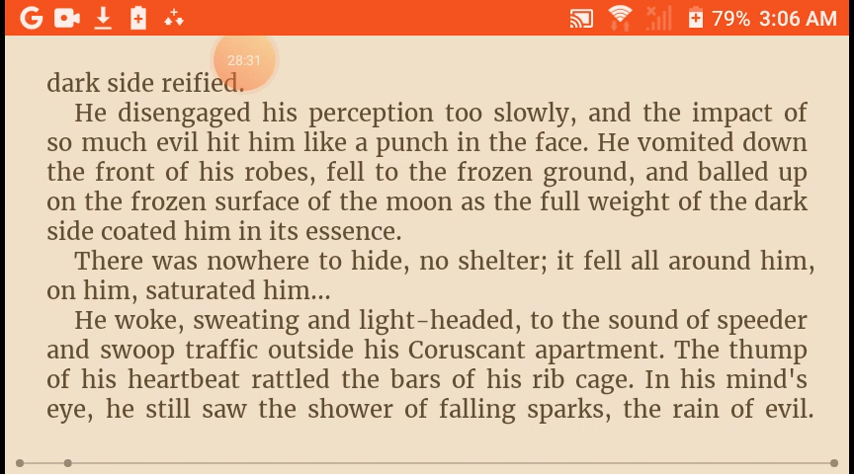 79% 3:06 AM
28:31
dark side reified.
He disengaged his perception too slowly, and the impact of
so much evil hit him like a punch in the face. He vomited down
the front of his robes, fell to the frozen ground, and balled up
on the frozen surface of the moon as the full weight of the dark
side coated him in its essence.
There was nowhere to hide, no shelter; it fell all around him,
on him, saturated him...
He woke, sweating and light-headed, to the sound of speeder
and swoop traffic outside his Coruscant apartment. The thump
of his heartbeat rattled the bars of his rib cage. In his mind's
eye, he still saw the shower of falling sparks, the rain of evil.